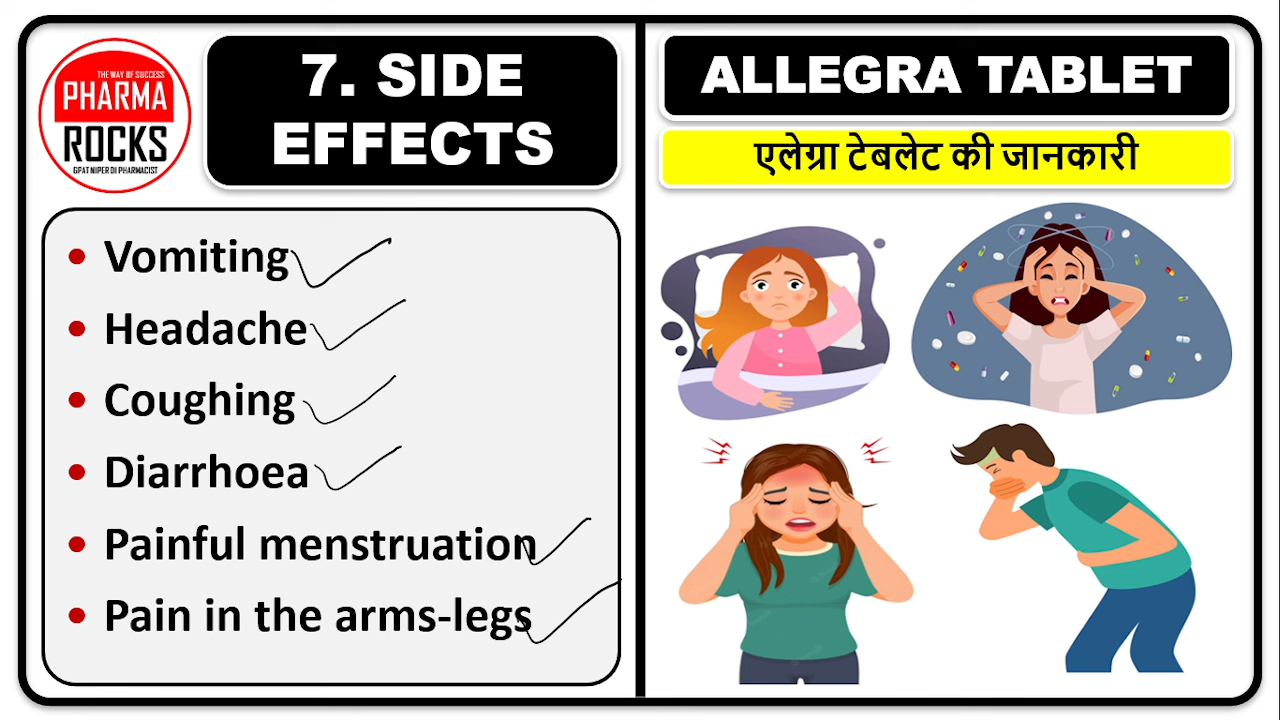 THE WAY OF SUCCESS
PHARMA
ROCKS
GPAT NIPER DI PHARMACIST
7. SIDE
EFFECTS
• Vomiting
• Headache
• Coughing
• Diarrhoea
• Painful menstruation
• Pain in the arms-legs
ALLEGRA TABLET
एलेग्रा टेबलेट की जानकारी